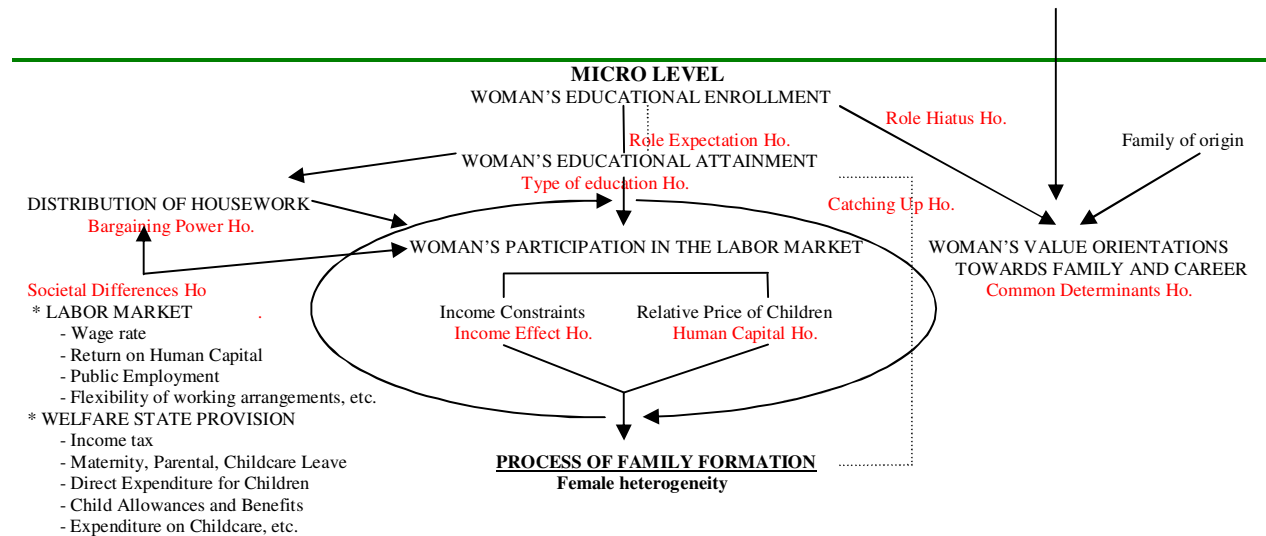 MICRO LEVEL
WOMAN'S EDUCATIONAL ENROLLMENT
Role Hiatus Ho.
Role Expectation Ho.
Family of origin
WOMAN'S EDUCATIONAL ATTAINMENT
Type of education Ho.
DISTRIBUTION OF HOUSEWORK
Bargaining Power Ho.
Catching Up Ho.
WOMAN'S PARTICIPATION IN THE LABOR MARKET
WOMAN'S VALUE ORIENTATIONS
TOWARDS FAMILY AND CAREER
Common Determinants Ho.
Societal Differences Ho
* LABOR MARKET .
- Wage rate
- Return on Human Capital
- Public Employment
- Flexibility of working arrangements, etc.
* WELFARE STATE PROVISION
- Income tax
- Maternity, Parental, Childcare Leave
- Direct Expenditure for Children
- Child Allowances and Benefits
- Expenditure on Childcare, etc.
Income Constraints
Income Effect Ho.
Relative Price of Children
Human Capital Ho.
PROCESS OF FAMILY FORMATION
Female heterogeneity